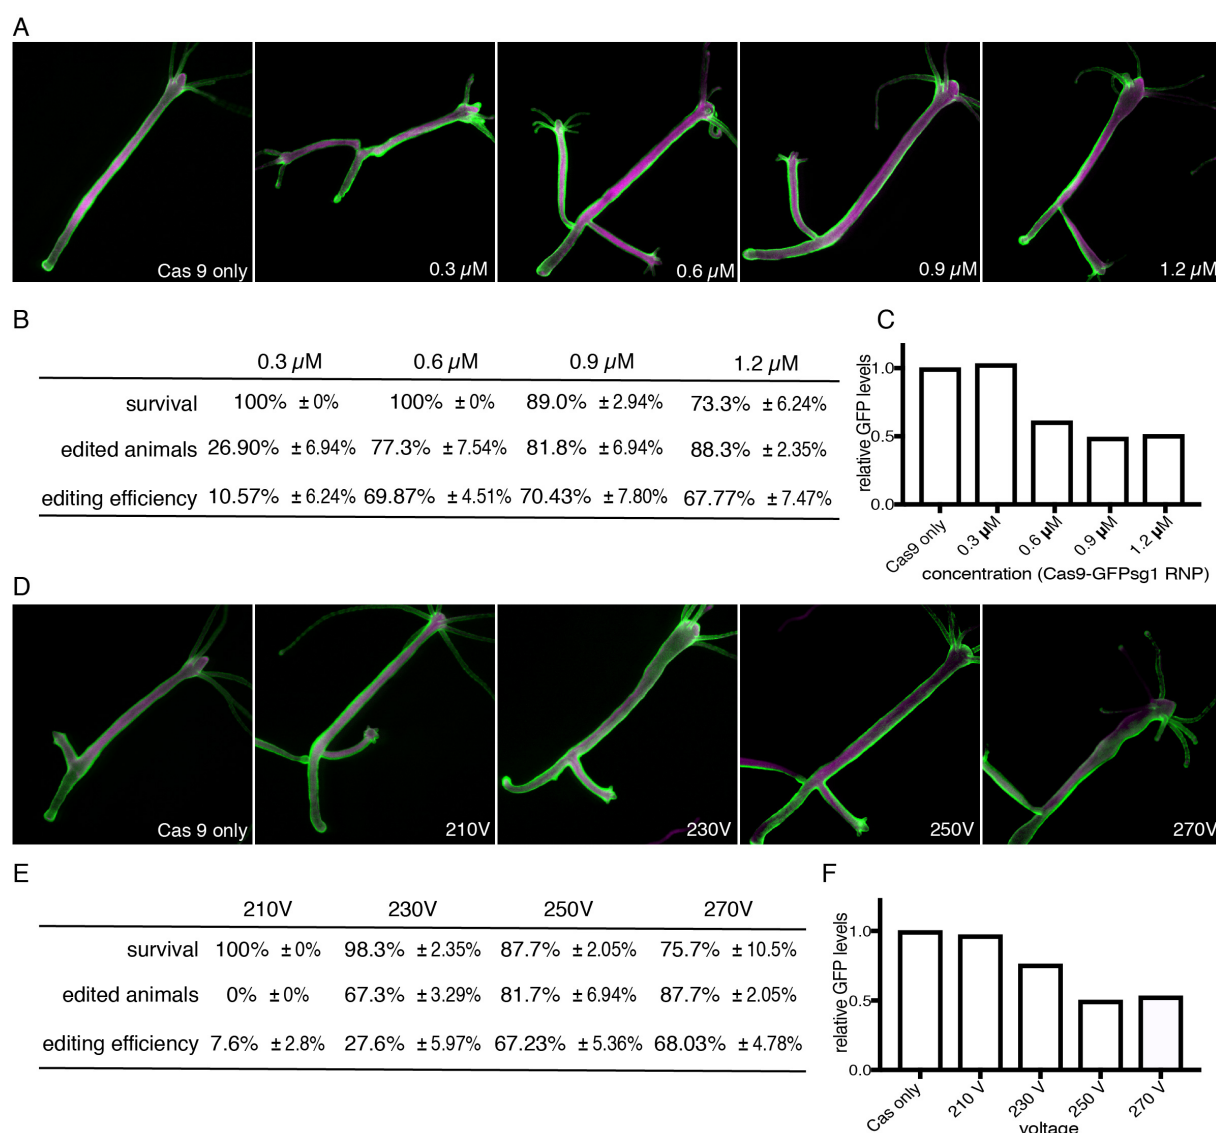 A
Cas 9 only
0.3 µM
0.6 µM
0.9 µM
1.2 µM
B
0.3 µM 0.6 µM 0.9 µM 1.2 µM
survival 100% ± 0% 100% ± 0% 89.0% ± 2.94% 73.3% ± 6.24%
edited animals 26.90% ± 6.94% 77.3% ± 7.54% 81.8% ± 6.94% 88.3% ± 2.35%
editing efficiency 10.57% ± 6.24% 69.87% ± 4.51% 70.43% ± 7.80% 67.77% ± 7.47%
C
relative GFP levels
1.0
0.5
0.0
Cas9 only
0.3 µM
0.6 µM
0.9 µM
1.2 µM
concentration (Cas9-GFPsg1 RNP)
D
Cas 9 only
210V
230V
250V
270V
E
210V 230V 250V 270V
survival 100% ± 0% 98.3% ± 2.35% 87.7% ± 2.05% 75.7% ± 10.5%
edited animals 0% ± 0% 67.3% ± 3.29% 81.7% ± 6.94% 87.7% ± 2.05%
editing efficiency 7.6% ± 2.8% 27.6% ± 5.97% 67.23% ± 5.36% 68.03% ± 4.78%
F
relative GFP levels
1.0
0.5
0.0
Cas only
210 V
230 V
250 V
270 V
voltage